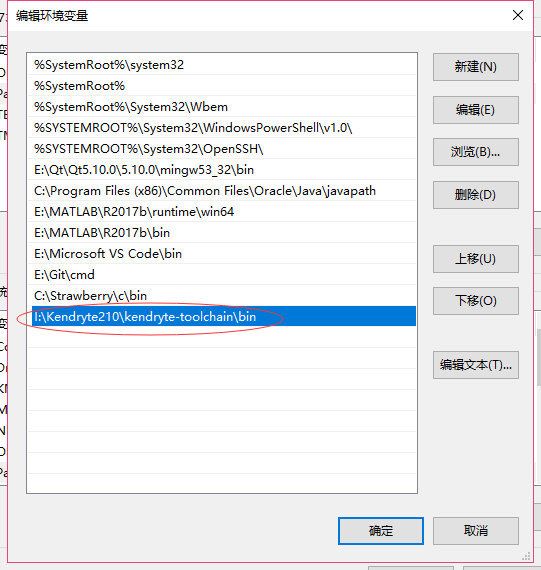 编辑环境变量
%SystemRoot%\system32
%SystemRoot%
%SystemRoot%\System32\Wbem
%SYSTEMROOT%\System32\WindowsPowerShell\v1.0\
%SYSTEMROOT%\System32\OpenSSH\
E:\Qt\Qt5.10.0\5.10.0\mingw53_32\bin
C:\Program Files (x86)\Common Files\Oracle\Java\javapath
E:\MATLAB\R2017b\runtime\win64
E:\MATLAB\R2017b\bin
E:\Microsoft VS Code\bin
E:\Git\cmd
C:\Strawberry\c\bin
I:\Kendryte210\kendryte-toolchain\bin
新建(N)
编辑(E)
浏览(B)...
删除(D)
上移(U)
下移(O)
编辑文本(T)...
确定
取消